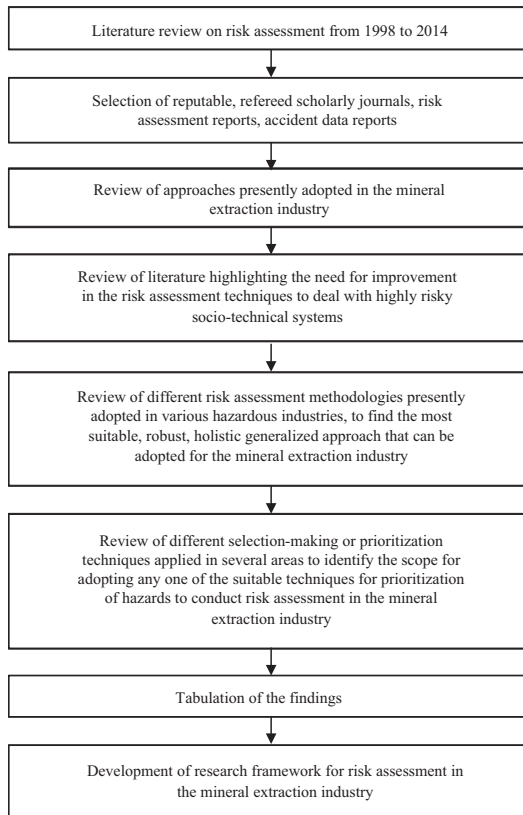 Literature review on risk assessment from 1998 to 2014
Selection of reputable, refereed scholarly journals, risk
assessment reports, accident data reports
Review of approaches presently adopted in the mineral
extraction industry
Review of literature highlighting the need for improvement
in the risk assessment techniques to deal with highly risky
socio-technical systems
Review of different risk assessment methodologies presently
adopted in various hazardous industries, to find the most
suitable, robust, holistic generalized approach that can be
adopted for the mineral extraction industry
Review of different selection-making or prioritization
techniques applied in several areas to identify the scope for
adopting any one of the suitable techniques for prioritization
of hazards to conduct risk assessment in the mineral
extraction industry
Tabulation of the findings
Development of research framework for risk assessment in
the mineral extraction industry